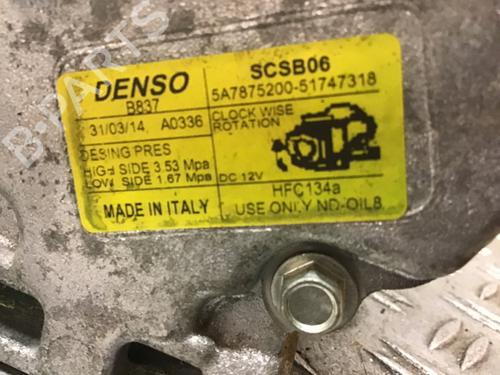 DENSO
B837
31/03/14. A0336
DESING PRES
HIGH SIDE 3.53 Mpa
LOW SIDE 1.67 Mpa
MADE IN ITALY
SCSB06
5A7875200-51747318
CLOCK WISE
ROTATION
DC 12V
HFC134a
USE ONLY ND-OIL8
B-PARTS